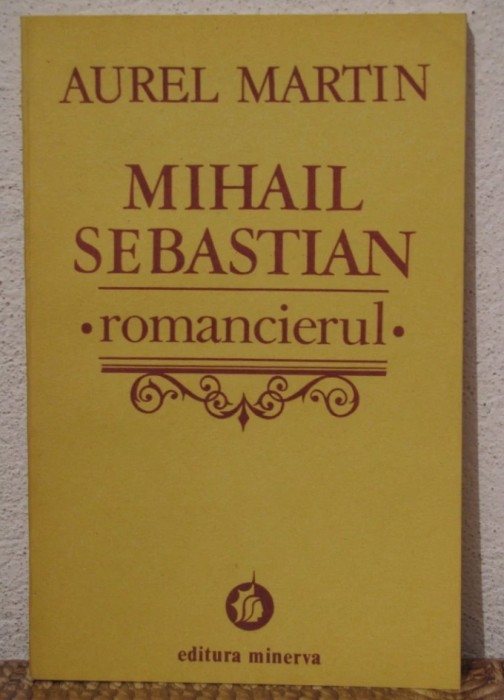 AUREL MARTIN
MIHAIL
SEBASTIAN
•romancierul•
editura minerva